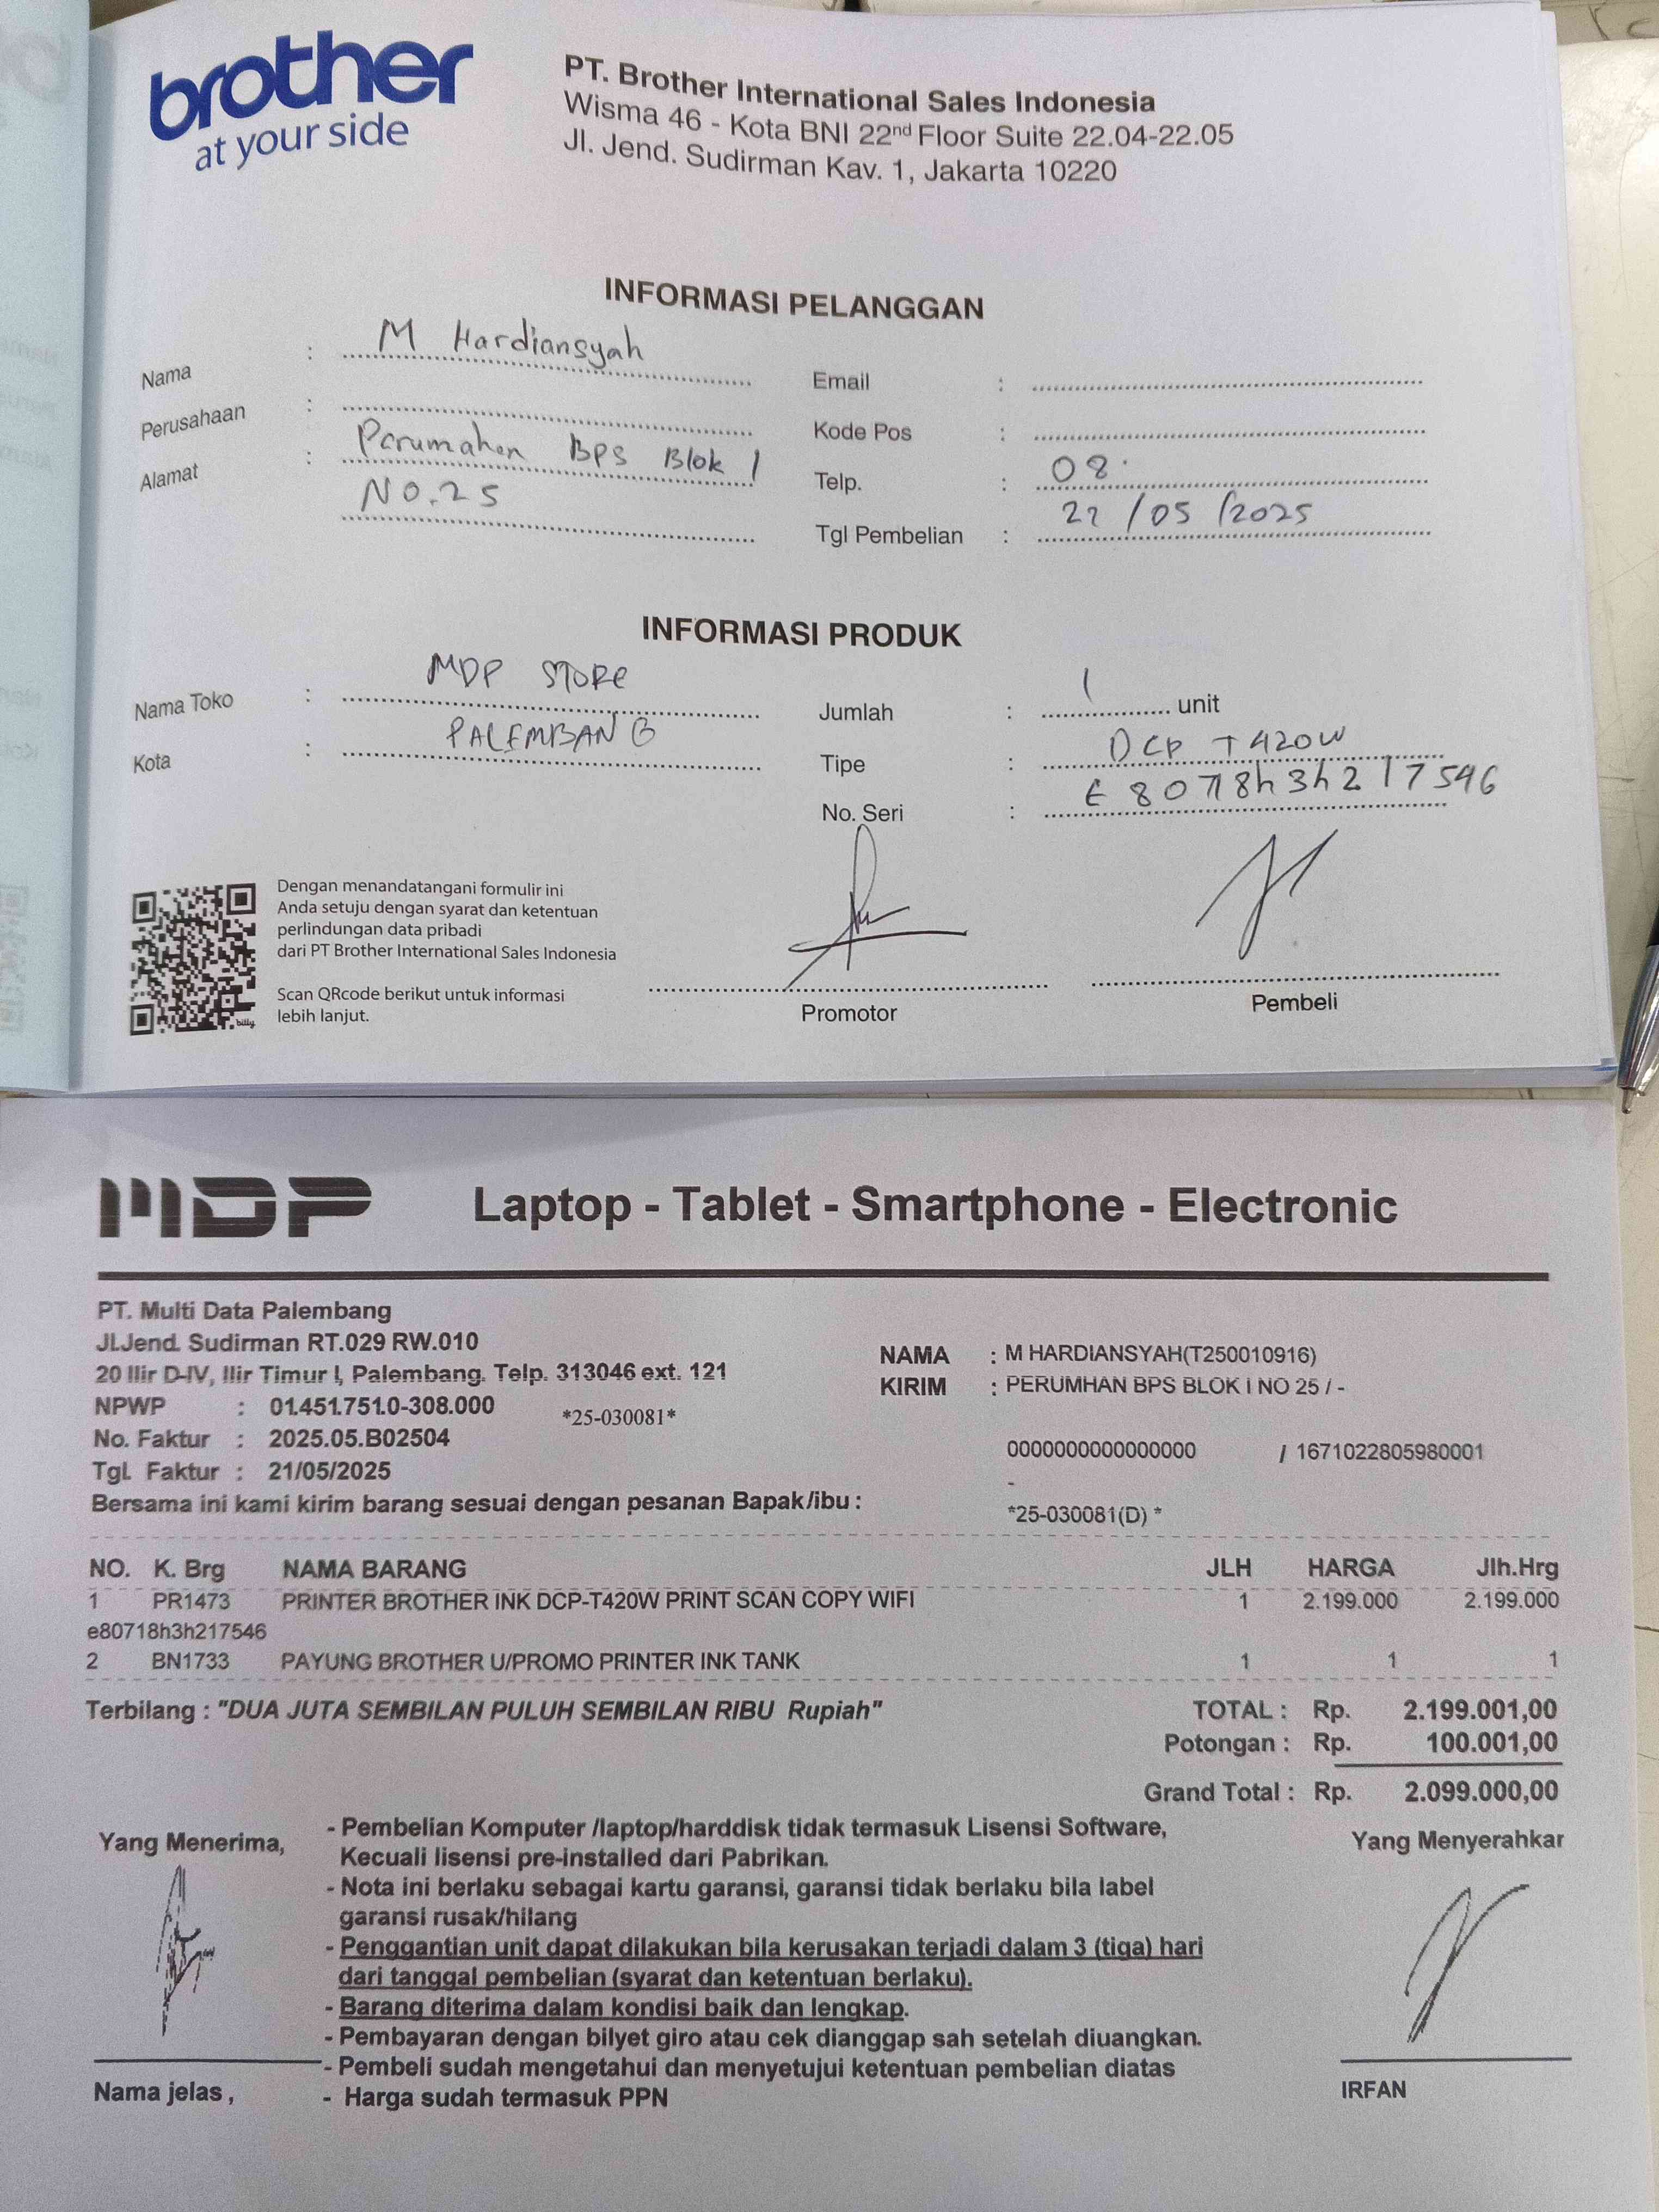 brother
at your side
PT. Brother International Sales Indonesia
Wisma 46 - Kota BNI 22nd Floor Suite 22.04-22.05
Jl. Jend. Sudirman Kav. 1, Jakarta 10220
INFORMASI PELANGGAN
Nama : M Hardiansyah
Perusahaan :
Alamat : Perumahan BPS Blok I
No.25
Email :
Kode Pos :
Telp. : 08.
Tgl Pembelian : 22/05/2025
INFORMASI PRODUK
Nama Toko : MDP STORE
Kota : PALEMBANG
Jumlah : 1 unit
Tipe : DCP T420W
No. Seri : E80718h3h217546
Dengan menandatangani formulir ini
Anda setuju dengan syarat dan ketentuan
perlindungan data pribadi
dari PT Brother International Sales Indonesia
Scan QRcode berikut untuk informasi
lebih lanjut.
bitly
Promotor
Pembeli
MDP Laptop - Tablet - Smartphone - Electronic
PT. Multi Data Palembang
Jl.Jend. Sudirman RT.029 RW.010
20 Ilir D-IV, Ilir Timur I, Palembang. Telp. 313046 ext. 121
NPWP : 01.451.751.0-308.000 *25-030081*
No. Faktur : 2025.05.B02504
Tgl. Faktur : 21/05/2025
Bersama ini kami kirim barang sesuai dengan pesanan Bapak/ibu :
NAMA : M HARDIANSYAH(T250010916)
KIRIM : PERUMHAN BPS BLOK I NO 25 / -
0000000000000000 / 1671022805980001
-
*25-030081(D) *
NO. K. Brg NAMA BARANG JLH HARGA Jlh.Hrg
1 PR1473 PRINTER BROTHER INK DCP-T420W PRINT SCAN COPY WIFI 1 2.199.000 2.199.000
e80718h3h217546
2 BN1733 PAYUNG BROTHER U/PROMO PRINTER INK TANK 1 1 1
Terbilang : "DUA JUTA SEMBILAN PULUH SEMBILAN RIBU Rupiah"
TOTAL : Rp. 2.199.001,00
Potongan : Rp. 100.001,00
Grand Total : Rp. 2.099.000,00
Yang Menerima,
- Pembelian Komputer /laptop/harddisk tidak termasuk Lisensi Software,
Kecuali lisensi pre-installed dari Pabrikan.
- Nota ini berlaku sebagai kartu garansi, garansi tidak berlaku bila label
garansi rusak/hilang
- Penggantian unit dapat dilakukan bila kerusakan terjadi dalam 3 (tiga) hari
dari tanggal pembelian (syarat dan ketentuan berlaku).
- Barang diterima dalam kondisi baik dan lengkap.
- Pembayaran dengan bilyet giro atau cek dianggap sah setelah diuangkan.
- Pembeli sudah mengetahui dan menyetujui ketentuan pembelian diatas
- Harga sudah termasuk PPN
Nama jelas ,
Yang Menyerahkar
IRFAN